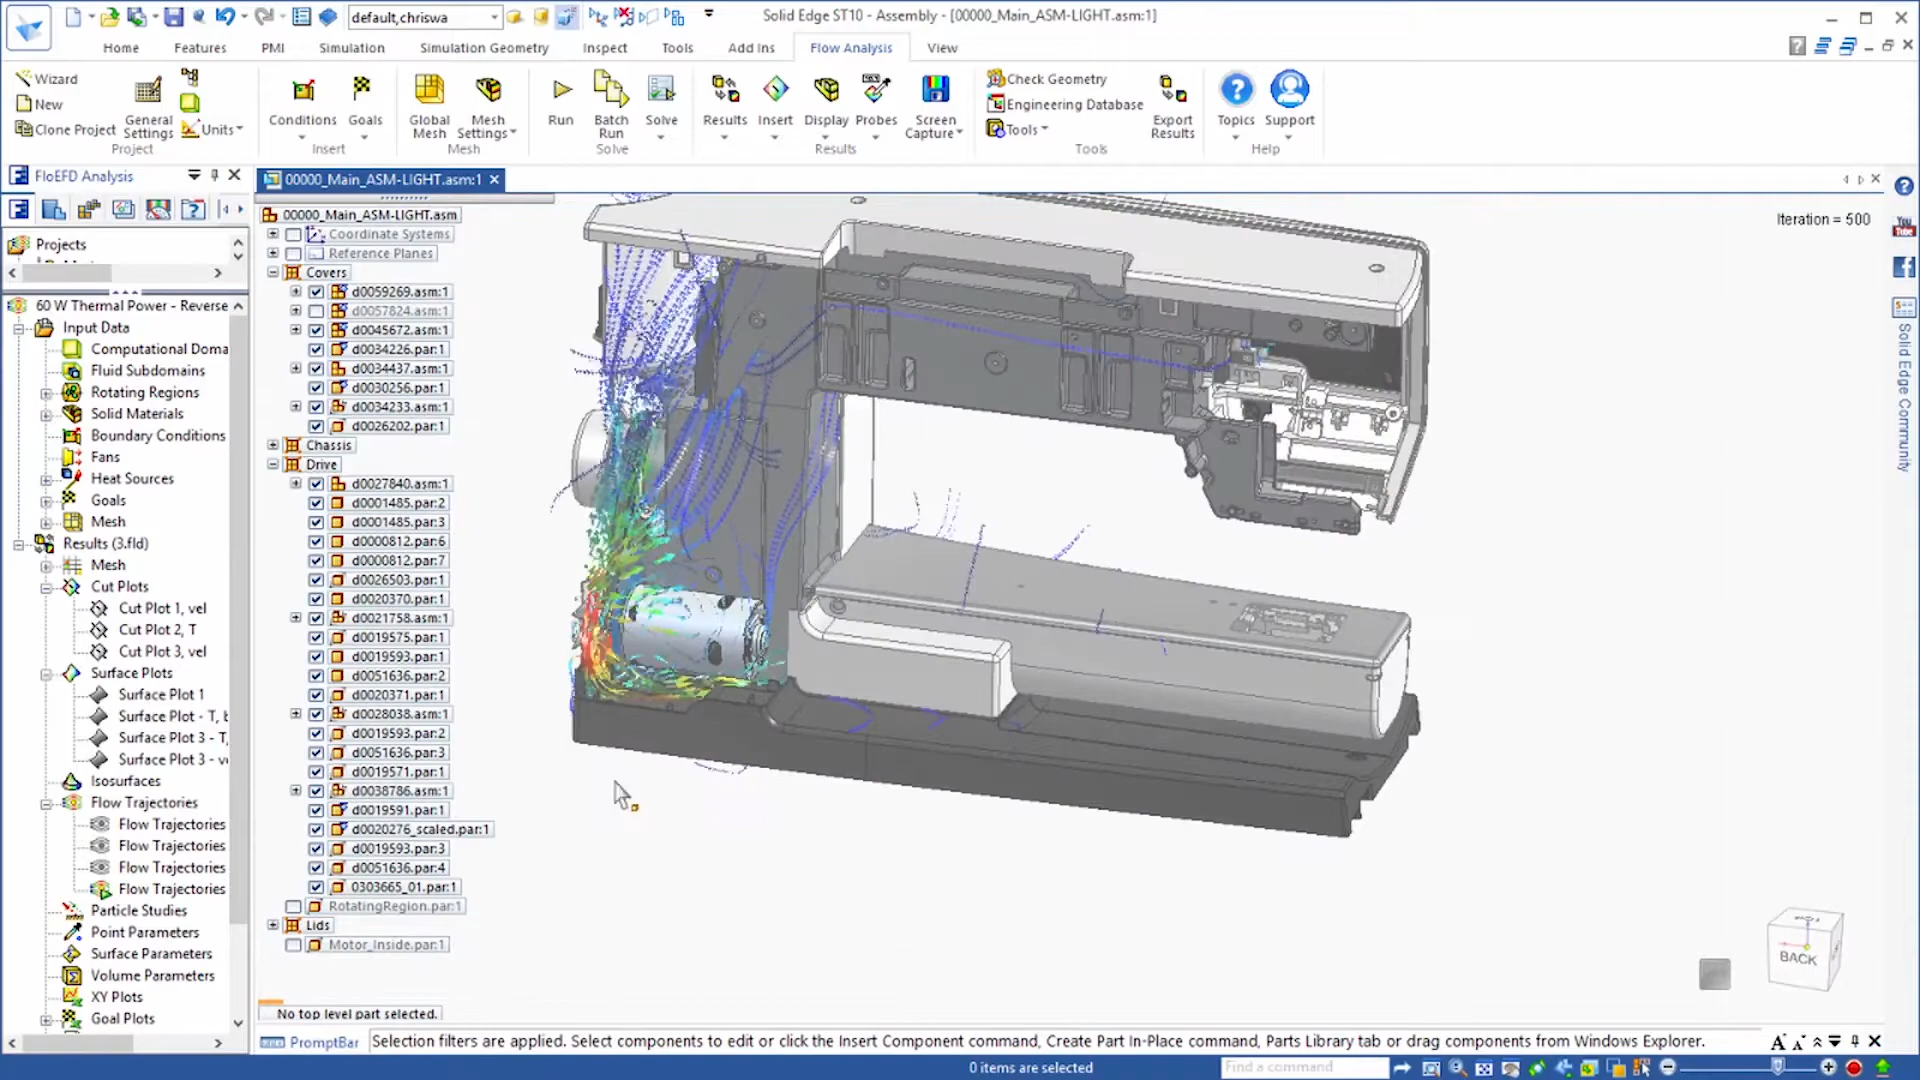 default,chriswa
Solid Edge ST10 - Assembly - [00000_Main_ASM-LIGHT.asm:1]
Home Features PMI Simulation Simulation Geometry Inspect Tools Add Ins Flow Analysis View
Wizard
New
Clone Project
General Settings
Units
Project
Conditions
Goals
Insert
Global Mesh
Mesh Settings
Mesh
Run
Batch Run
Solve
Solve
Results
Insert
Display
Probes
Screen Capture
Results
Check Geometry
Engineering Database
Tools
Export Results
Tools
Topics
Support
Help
FloEFD Analysis
00000_Main_ASM-LIGHT.asm:1
Iteration = 500
Projects
60 W Thermal Power - Reverse
Input Data
Computational Doma
Fluid Subdomains
Rotating Regions
Solid Materials
Boundary Conditions
Fans
Heat Sources
Goals
Mesh
Results (3.fld)
Mesh
Cut Plots
Cut Plot 1, vel
Cut Plot 2, T
Cut Plot 3, vel
Surface Plots
Surface Plot 1
Surface Plot - T, b
Surface Plot 3 - T,
Surface Plot 3 - v
Isosurfaces
Flow Trajectories
Flow Trajectories
Flow Trajectories
Flow Trajectories
Flow Trajectories
Particle Studies
Point Parameters
Surface Parameters
Volume Parameters
XY Plots
Goal Plots
00000_Main_ASM-LIGHT.asm
Coordinate Systems
Reference Planes
Covers
d0059269.asm:1
d0057824.asm:1
d0045672.asm:1
d0034226.par:1
d0034437.asm:1
d0030256.par:1
d0034233.asm:1
d0026202.par:1
Chassis
Drive
d0027840.asm:1
d0001485.par:2
d0001485.par:3
d0000812.par:6
d0000812.par:7
d0026503.par:1
d0020370.par:1
d0021758.asm:1
d0019575.par:1
d0019593.par:1
d0051636.par:2
d0020371.par:1
d0028038.asm:1
d0019593.par:2
d0051636.par:3
d0019571.par:1
d0038786.asm:1
d0019591.par:1
d0020276_scaled.par:1
d0019593.par:3
d0051636.par:4
0303665_01.par:1
RotatingRegion.par:1
Lids
Motor_Inside.par:1
No top level part selected.
BACK
You Tube
Solid Edge Community
PromptBar
Selection filters are applied. Select components to edit or click the Insert Component command, Create Part In-Place command, Parts Library tab or drag components from Windows Explorer.
0 items are selected
Find a command